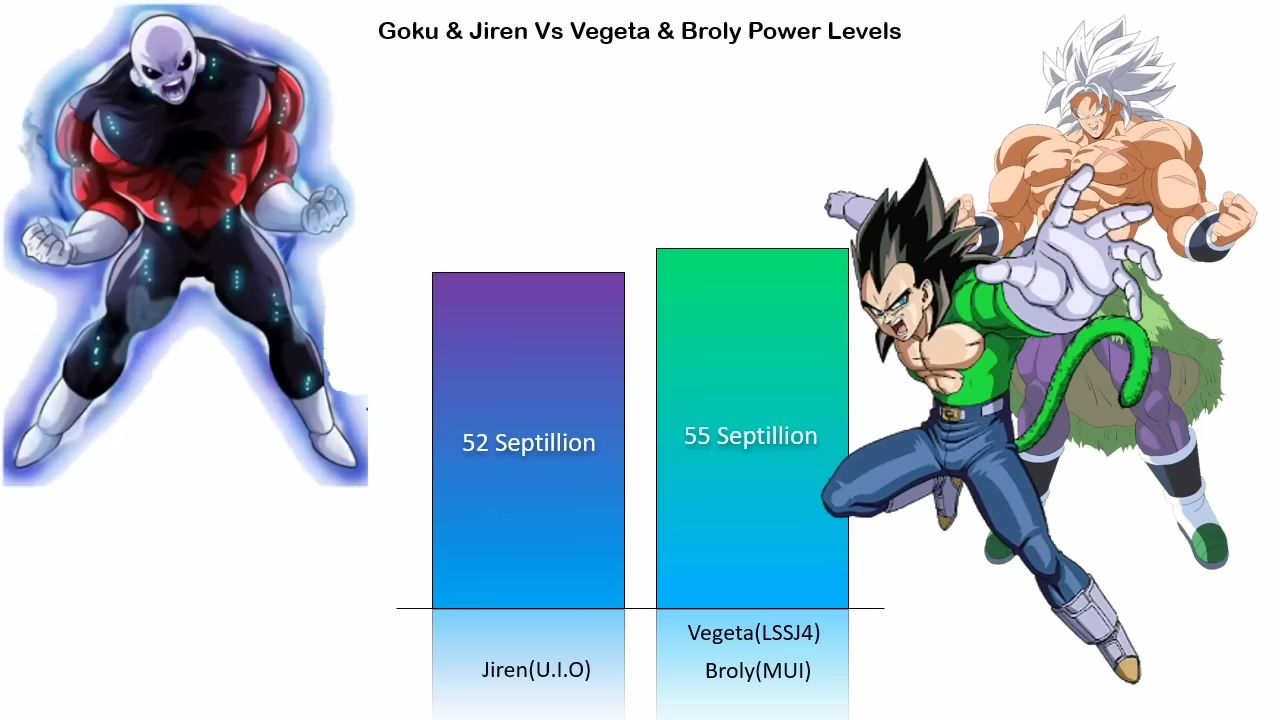 Goku & Jiren Vs Vegeta & Broly Power Levels
52 Septillion
55 Septillion
Vegeta(LSSJ4)
Jiren(U.I.O)
Broly(MUI)